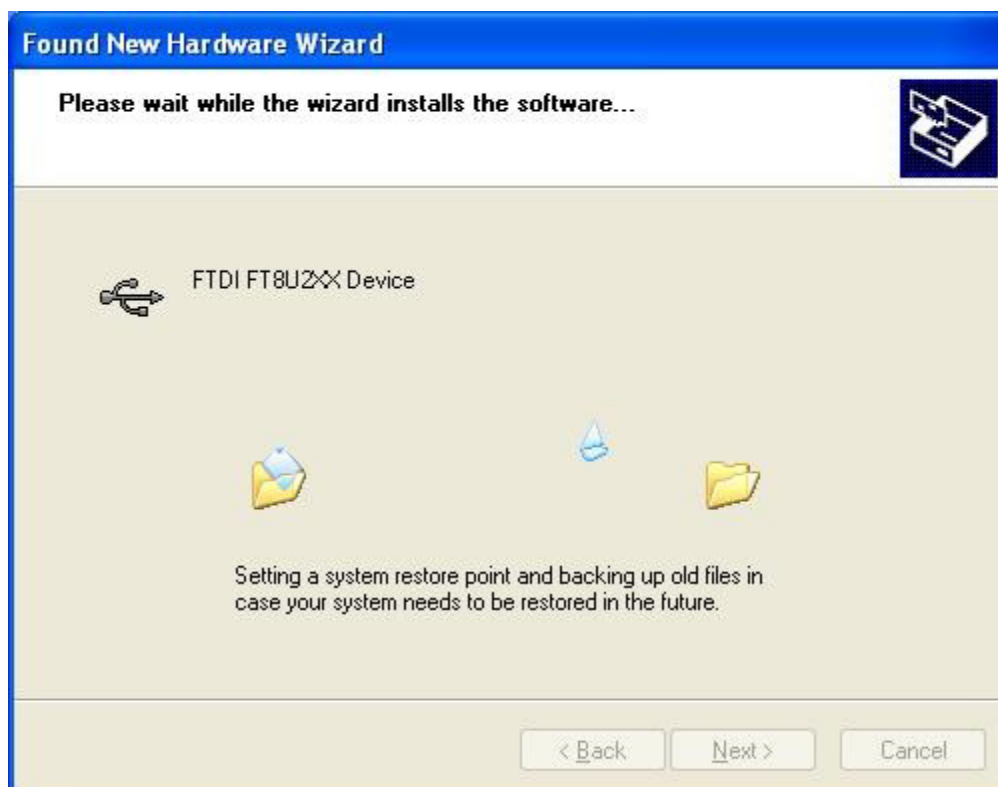 Found New Hardware Wizard
Please wait while the wizard installs the software...
FTDI FT8U2XX Device
Setting a system restore point and backing up old files in
case your system needs to be restored in the future.
< Back
Next >
Cancel